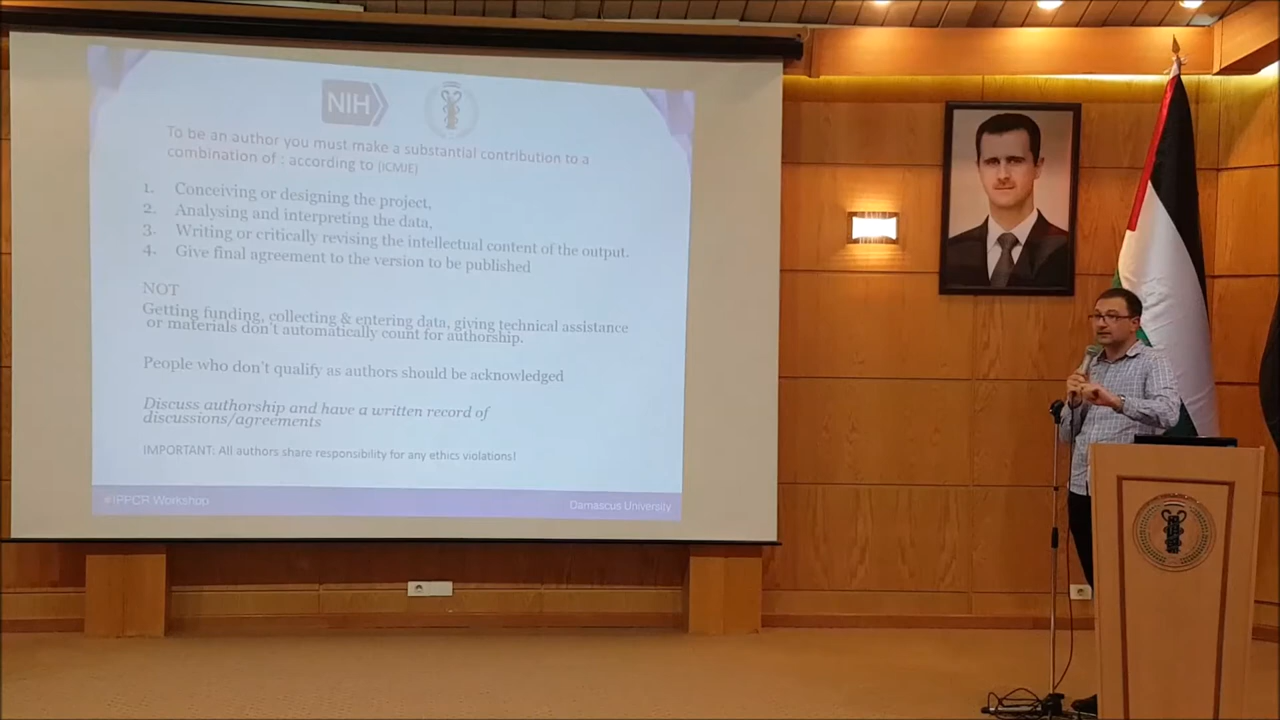 NIH
To be an author you must make a substantial contribution to a
combination of : according to (ICMJE)
1. Conceiving or designing the project,
2. Analysing and interpreting the data,
3. Writing or critically revising the intellectual content of the output.
4. Give final agreement to the version to be published
NOT
Getting funding, collecting & entering data, giving technical assistance
or materials don't automatically count for authorship.
People who don't qualify as authors should be acknowledged
Discuss authorship and have a written record of
discussions/agreements
IMPORTANT: All authors share responsibility for any ethics violations!
#IPPCR Workshop
Damascus University